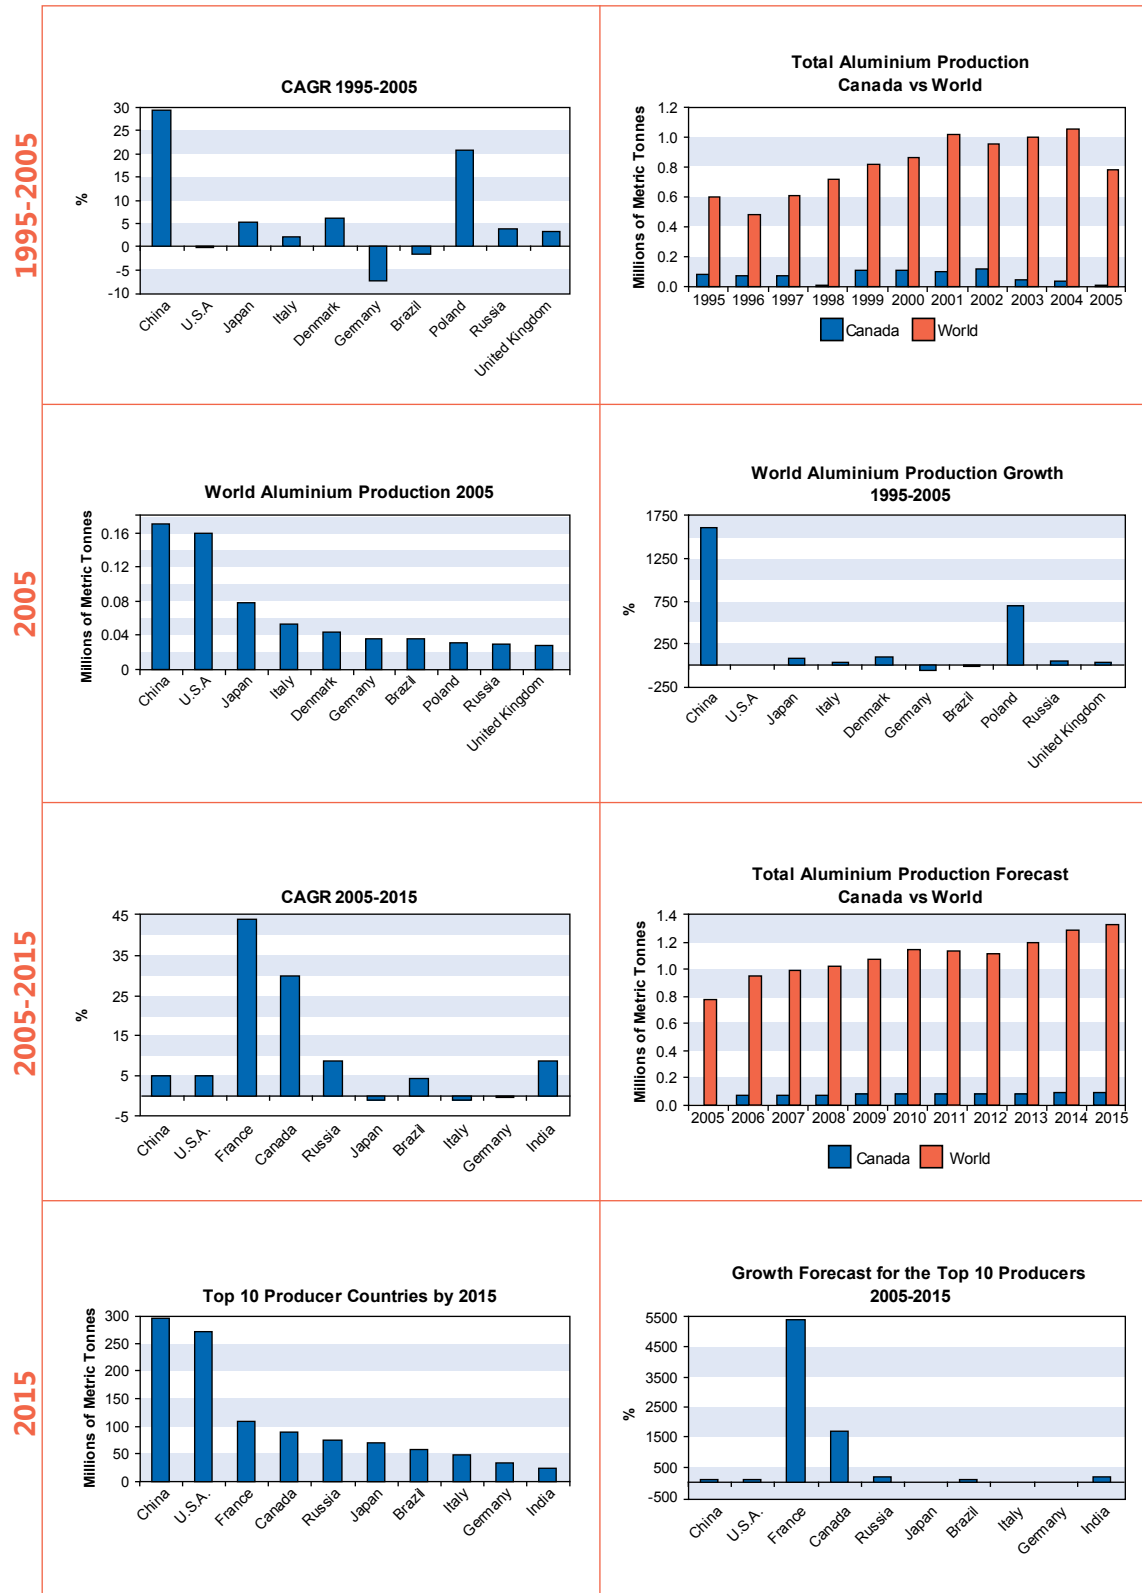 1995-2005
CAGR 1995-2005
%
30
25
20
15
10
5
0
-5
-10
China
U.S.A
Japan
Italy
Denmark
Germany
Brazil
Poland
Russia
United Kingdom
Total Aluminium Production
Canada vs World
Millions of Metric Tonnes
1.2
1.0
0.8
0.6
0.4
0.2
0.0
1995 1996 1997 1998 1999 2000 2001 2002 2003 2004 2005
Canada World
2005
World Aluminium Production 2005
Millions of Metric Tonnes
0.16
0.12
0.08
0.04
0
China
U.S.A
Japan
Italy
Denmark
Germany
Brazil
Poland
Russia
United Kingdom
World Aluminium Production Growth
1995-2005
%
1750
1250
750
250
-250
China
U.S.A
Japan
Italy
Denmark
Germany
Brazil
Poland
Russia
United Kingdom
2005-2015
CAGR 2005-2015
%
45
35
25
15
5
-5
China
U.S.A.
France
Canada
Russia
Japan
Brazil
Italy
Germany
India
Total Aluminium Production Forecast
Canada vs World
Millions of Metric Tonnes
1.4
1.2
1.0
0.8
0.6
0.4
0.2
0.0
2005 2006 2007 2008 2009 2010 2011 2012 2013 2014 2015
Canada World
2015
Top 10 Producer Countries by 2015
Millions of Metric Tonnes
300
250
200
150
100
50
0
China
U.S.A.
France
Canada
Russia
Japan
Brazil
Italy
Germany
India
Growth Forecast for the Top 10 Producers
2005-2015
%
5500
4500
3500
2500
1500
500
-500
China
U.S.A.
France
Canada
Russia
Japan
Brazil
Italy
Germany
India